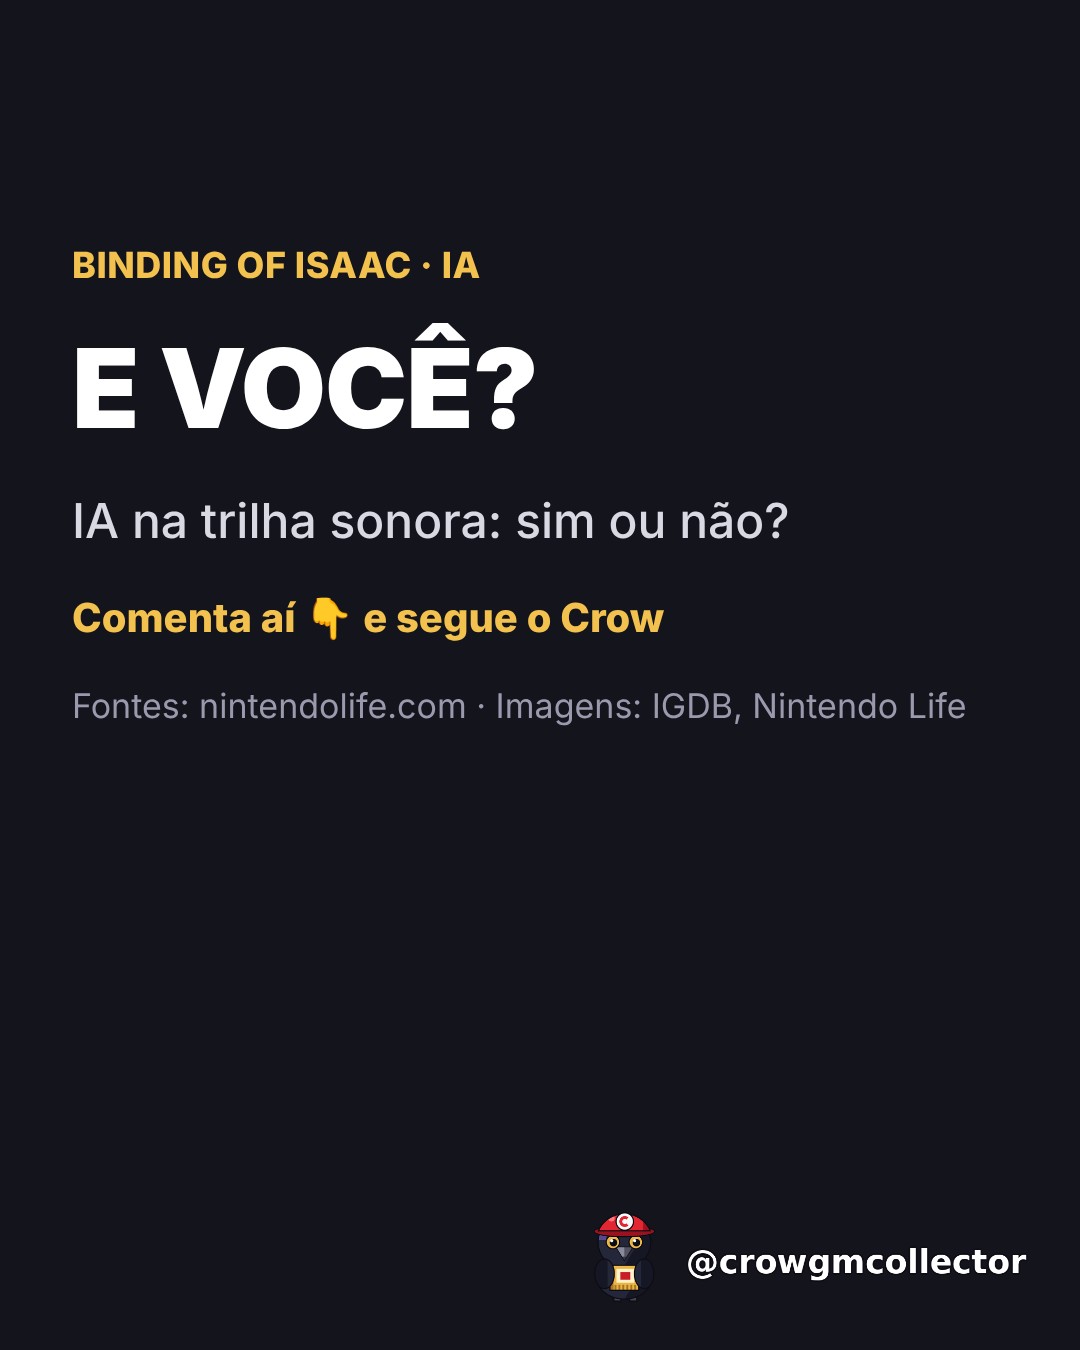 BINDING OF ISAAC · IA
E VOCÊ?
IA na trilha sonora: sim ou não?
Comenta aí 👇 e segue o Crow
Fontes: nintendolife.com · Imagens: IGDB, Nintendo Life
C
@crowgmcollector